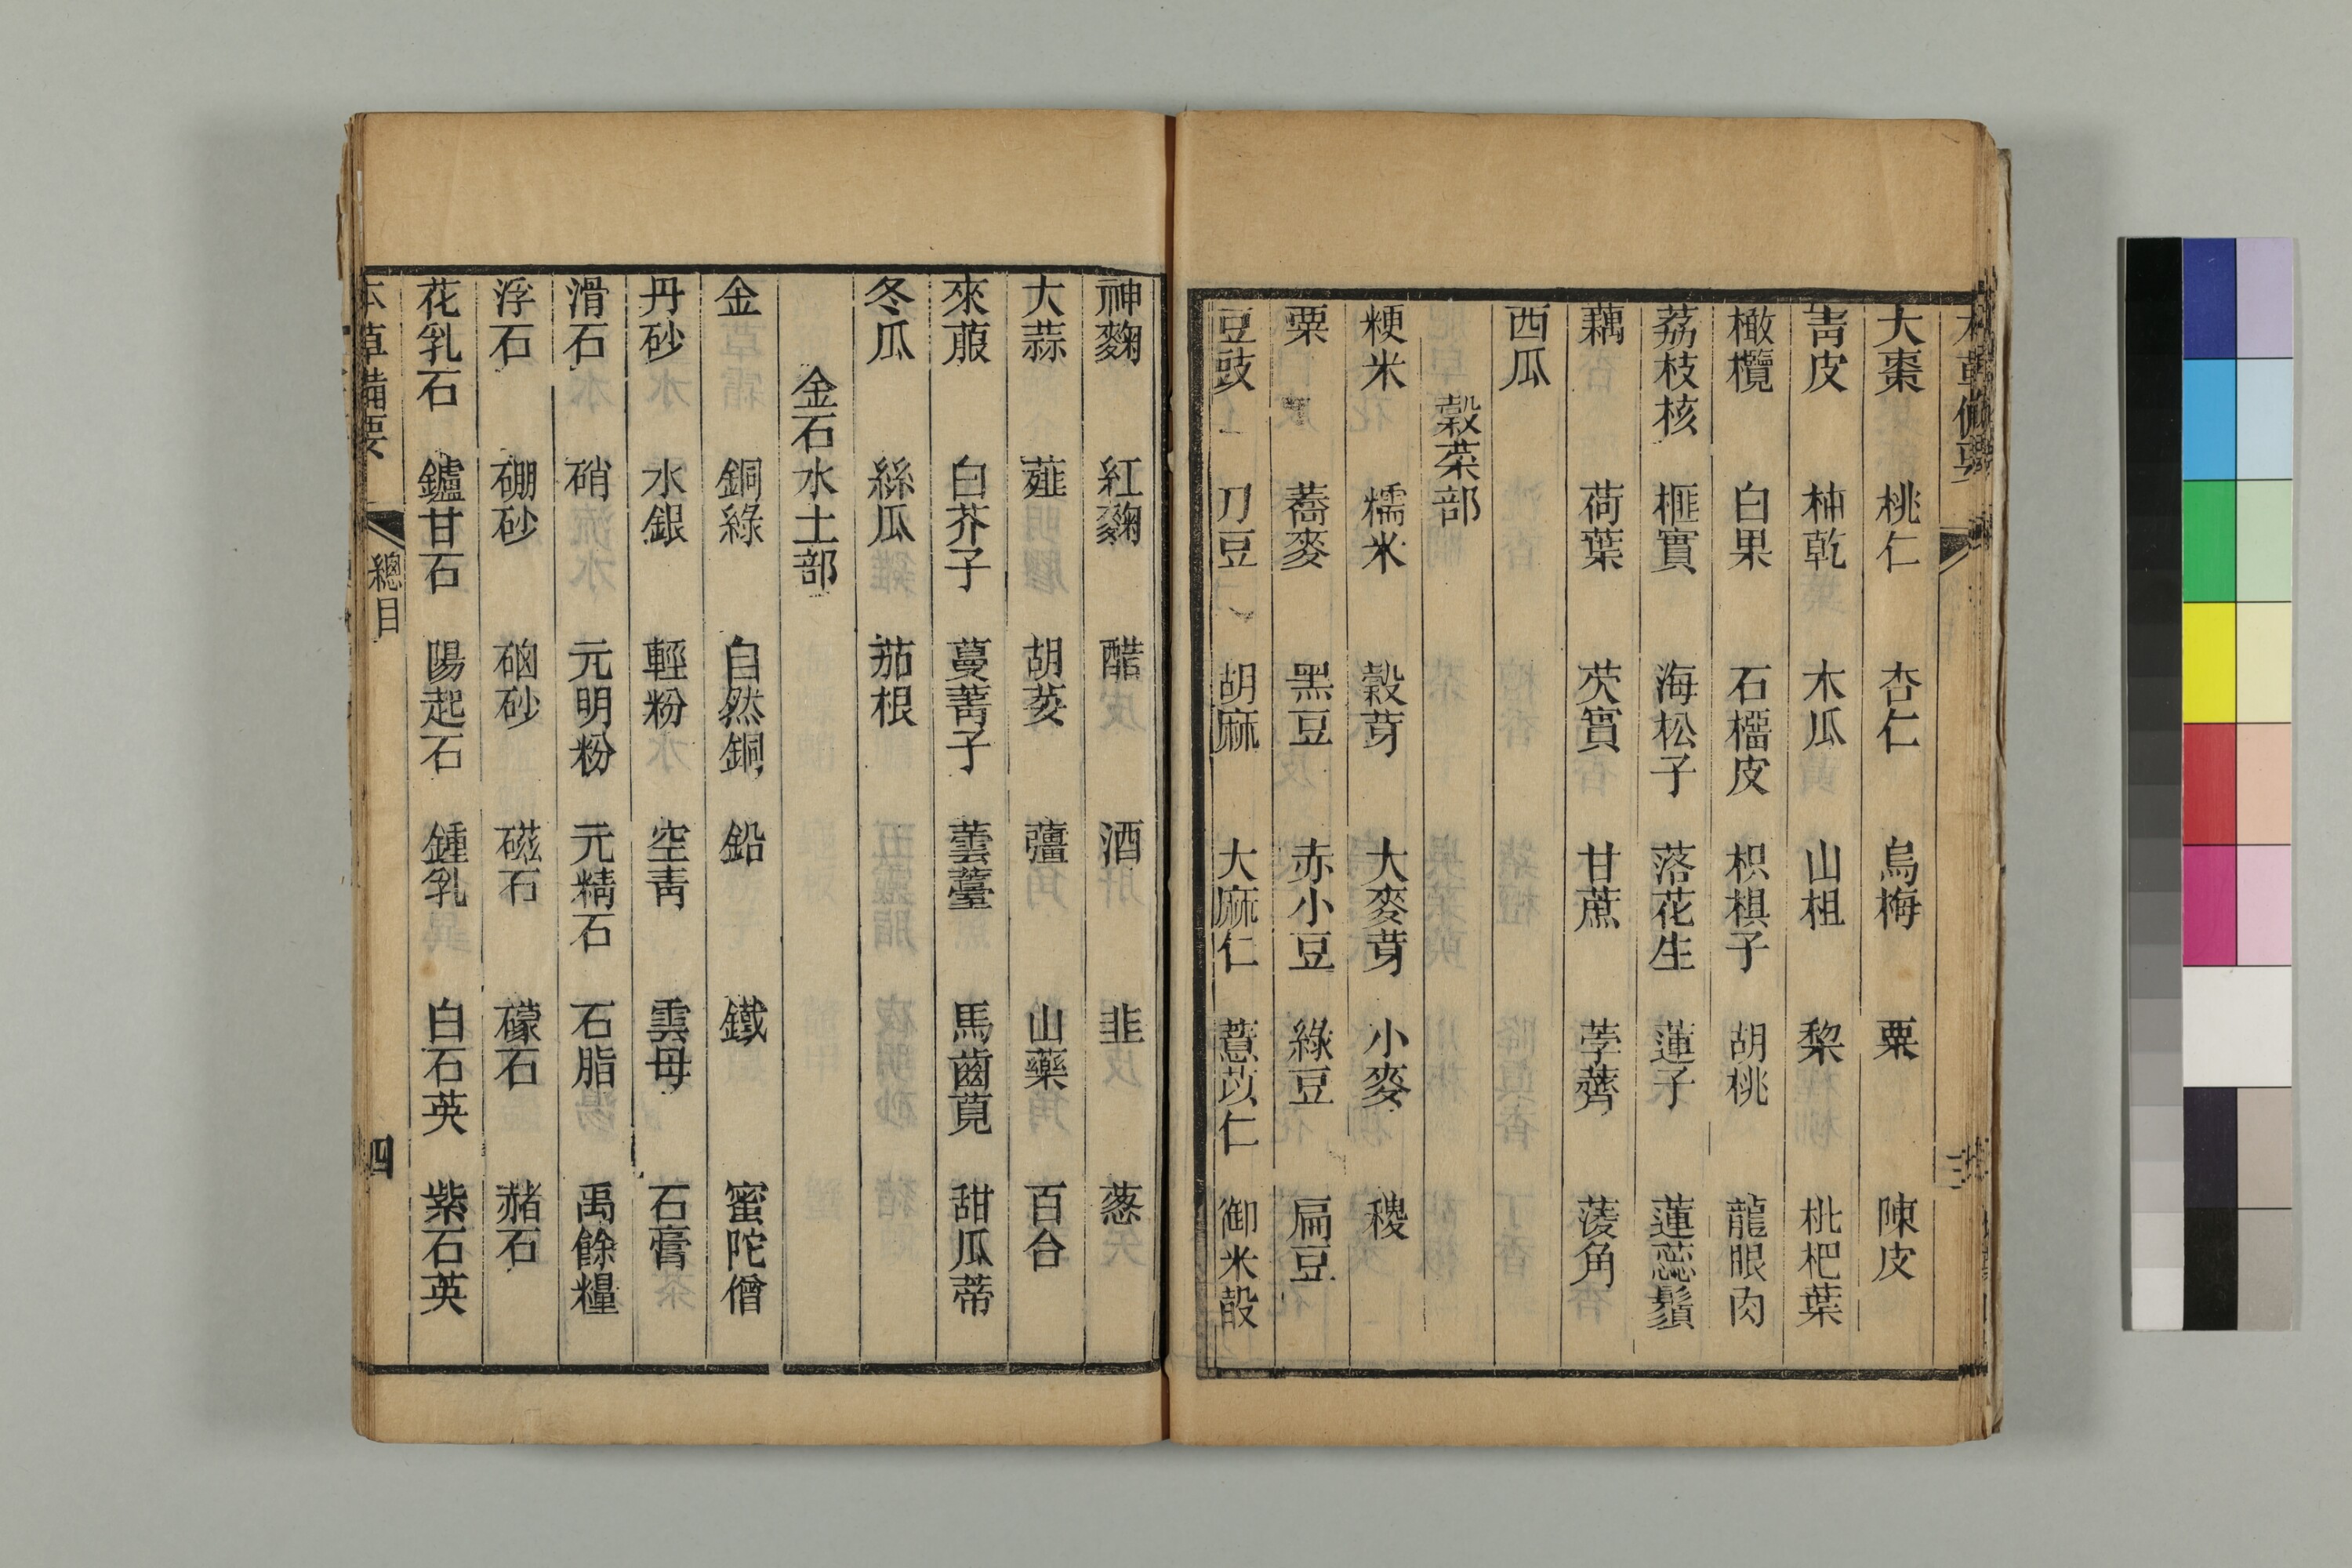 大棗 桃仁 杏仁 烏梅 栗 陳皮
靑皮 柿乾 木瓜 山柤 棃 枇杷葉
橄欖 白果 石榴皮 枳椇子 胡桃 龍眼肉
荔枝核 榧實 海松子 落花生 蓮子 蓮蕊鬚
藕 荷葉 芡實 甘蔗 荸薺 蔆角
西瓜
穀菜部
粳米 糯米 穀芽 大麥芽 小麥 稷
粟 蕎麥 黑豆 赤小豆 綠豆 扁豆
豆豉 刀豆 胡麻 大麻仁 薏苡仁 御米殼
神麴 紅麴 醋 酒 韭 葱
大蒜 薤 胡荽 薑 山藥 百合
來菔 白芥子 蔓菁子 蕓薹 馬齒莧 甜瓜蒂
冬瓜 絲瓜 茄根
金石水土部
金 銅綠 自然銅 鉛 鐵 蜜陀僧
丹砂 水銀 輕粉 空靑 雲母 石膏
滑石 硝石 元明粉 元精石 石脂 禹餘糧
浮石 硼砂 硇砂 磁石 礞石 赭石
花乳石 鑪甘石 陽起石 鍾乳 白石英 紫石英
本草備要 總目 四